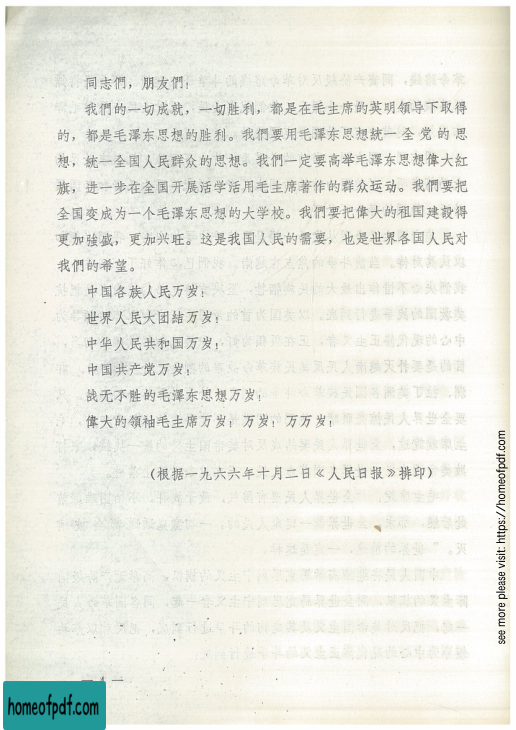 同志們，朋友們：
我們的一切成就，一切胜利，都是在毛主席的英明领导下取得
的，都是毛澤东思想的胜利。我們要用毛澤东思想統一全党的思
想，統一全国人民群众的思想。我們一定要高举毛澤东思想偉大紅
旗，进一步在全国开展活学活用毛主席著作的群众运动。我們要把
全国变成为一个毛澤东思想的大学校。我們要把偉大的祖国建設得
更加強盛，更加兴旺。这是我国人民的需要，也是世界各国人民对
我們的希望。
中国各族人民万岁！
世界人民大团結万岁！
中华人民共和国万岁！
中国共产党万岁！
战无不胜的毛澤东思想万岁！
偉大的领袖毛主席万岁！万岁！万万岁！
（根据一九六六年十月二日《人民日报》排印）
— 4 —
homeofpdf.com
see more please visit: https://homeofpdf.com